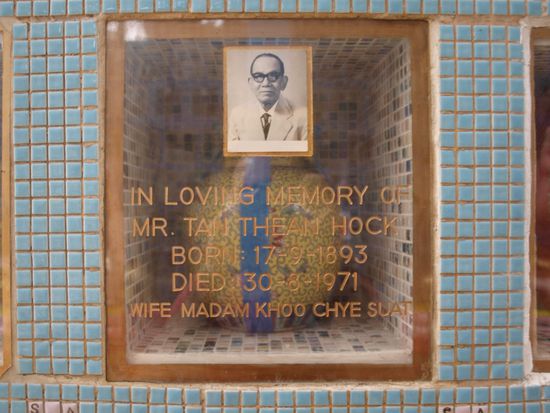 IN LOVING MEMORY OF
MR. TAN THEAN HOCK
BORN: 17-9-1893
DIED: 30-8-1971
WIFE MADAM KHOO CHYE SUAT